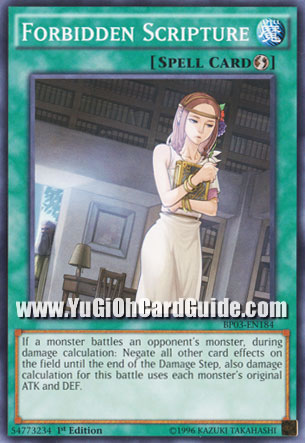 FORBIDDEN SCRIPTURE
魔
[SPELL CARD]
BP03-EN184
www.YuGiOhCardGuide.com
If a monster battles an opponent's monster, during
damage calculation: Negate all other card effects on
the field until the end of the Damage Step, also damage
calculation for this battle uses each monster's original
ATK and DEF.
54773234 1st Edition ©1996 KAZUKI TAKAHASHI